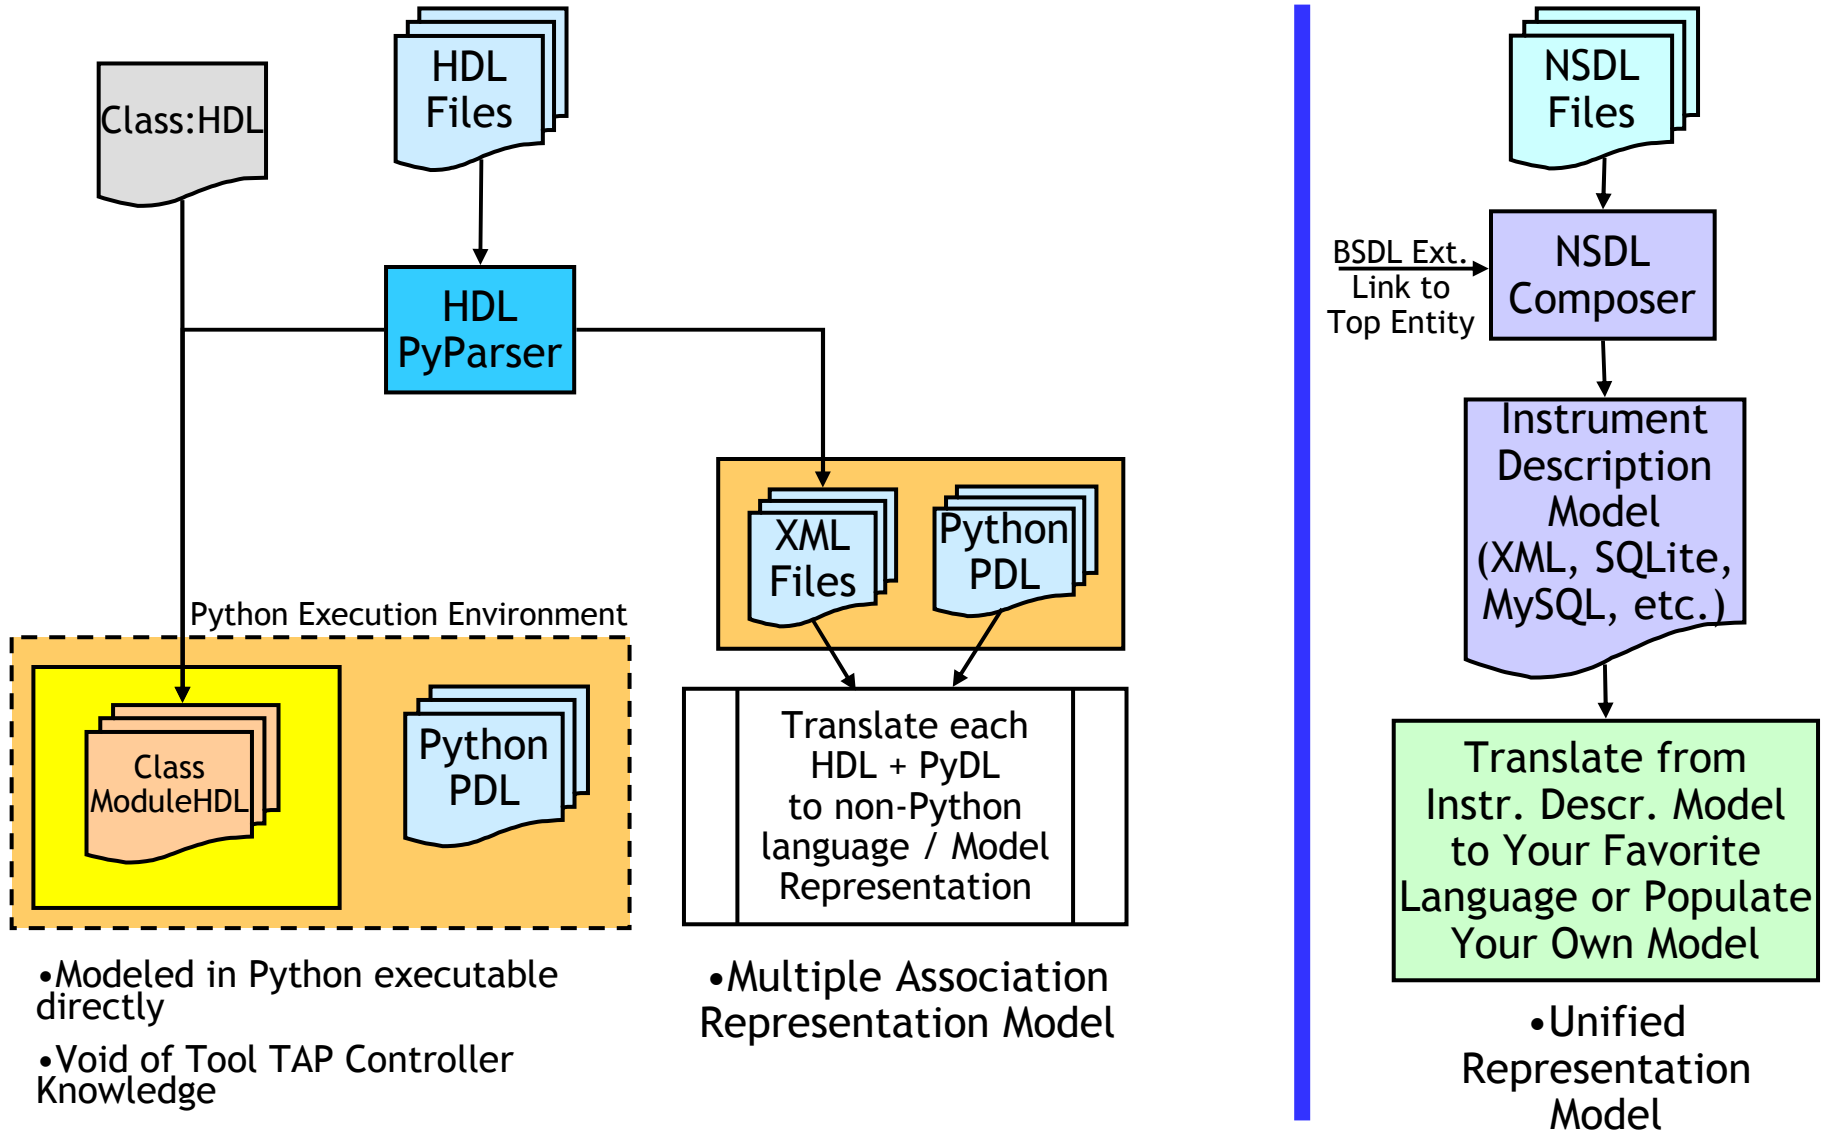 Class:HDL
HDL
Files
HDL
PyParser
Python Execution Environment
Class
ModuleHDL
Python
PDL
•Modeled in Python executable
directly
•Void of Tool TAP Controller
Knowledge
XML
Files
Python
PDL
Translate each
HDL + PyDL
to non-Python
language / Model
Representation
•Multiple Association
Representation Model
NSDL
Files
BSDL Ext.
Link to
Top Entity
NSDL
Composer
Instrument
Description
Model
(XML, SQLite,
MySQL, etc.)
Translate from
Instr. Descr. Model
to Your Favorite
Language or Populate
Your Own Model
•Unified
Representation
Model